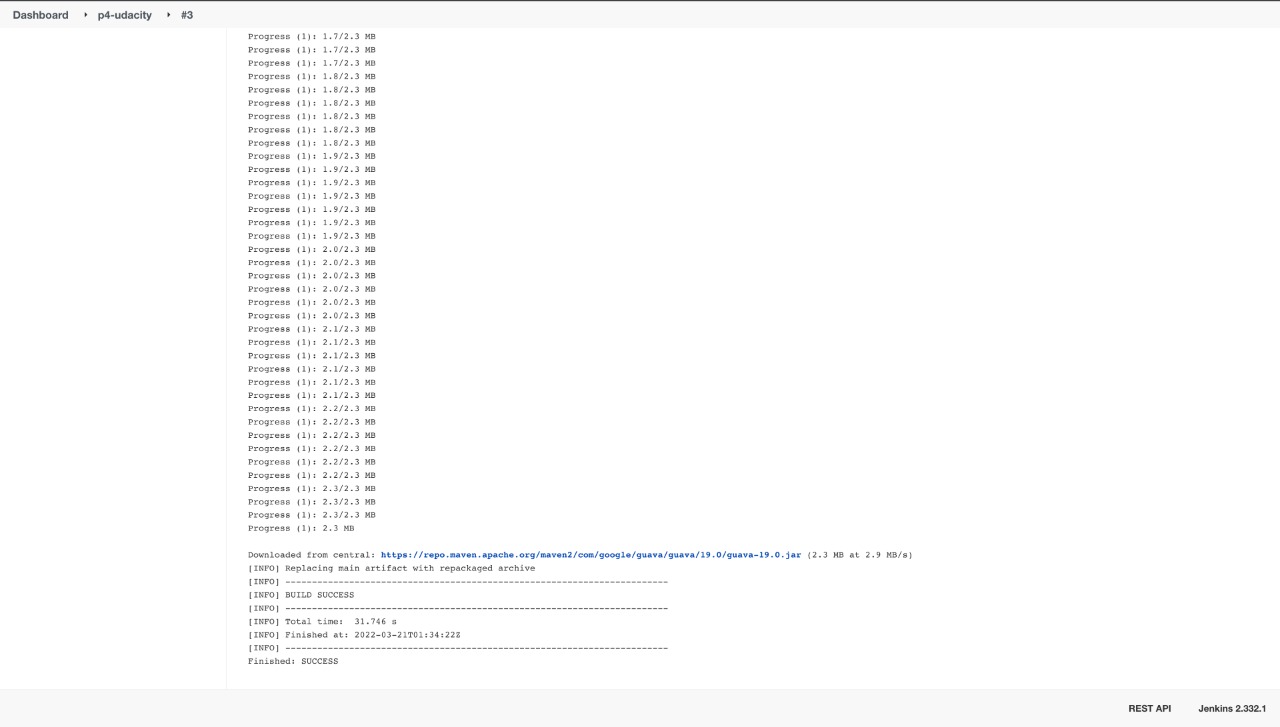 Dashboard p4-udacity #3
Progress (1): 1.7/2.3 MB
Progress (1): 1.7/2.3 MB
Progress (1): 1.7/2.3 MB
Progress (1): 1.8/2.3 MB
Progress (1): 1.8/2.3 MB
Progress (1): 1.8/2.3 MB
Progress (1): 1.8/2.3 MB
Progress (1): 1.8/2.3 MB
Progress (1): 1.8/2.3 MB
Progress (1): 1.9/2.3 MB
Progress (1): 1.9/2.3 MB
Progress (1): 1.9/2.3 MB
Progress (1): 1.9/2.3 MB
Progress (1): 1.9/2.3 MB
Progress (1): 1.9/2.3 MB
Progress (1): 1.9/2.3 MB
Progress (1): 2.0/2.3 MB
Progress (1): 2.0/2.3 MB
Progress (1): 2.0/2.3 MB
Progress (1): 2.0/2.3 MB
Progress (1): 2.0/2.3 MB
Progress (1): 2.0/2.3 MB
Progress (1): 2.1/2.3 MB
Progress (1): 2.1/2.3 MB
Progress (1): 2.1/2.3 MB
Progress (1): 2.1/2.3 MB
Progress (1): 2.1/2.3 MB
Progress (1): 2.1/2.3 MB
Progress (1): 2.2/2.3 MB
Progress (1): 2.2/2.3 MB
Progress (1): 2.2/2.3 MB
Progress (1): 2.2/2.3 MB
Progress (1): 2.2/2.3 MB
Progress (1): 2.2/2.3 MB
Progress (1): 2.3/2.3 MB
Progress (1): 2.3/2.3 MB
Progress (1): 2.3/2.3 MB
Progress (1): 2.3 MB
Downloaded from central: https://repo.maven.apache.org/maven2/com/google/guava/guava/19.0/guava-19.0.jar (2.3 MB at 2.9 MB/s)
[INFO] Replacing main artifact with repackaged archive
[INFO] ------------------------------------------------------------------------
[INFO] BUILD SUCCESS
[INFO] ------------------------------------------------------------------------
[INFO] Total time:  31.746 s
[INFO] Finished at: 2022-03-21T01:34:22Z
[INFO] ------------------------------------------------------------------------
Finished: SUCCESS
REST API Jenkins 2.332.1